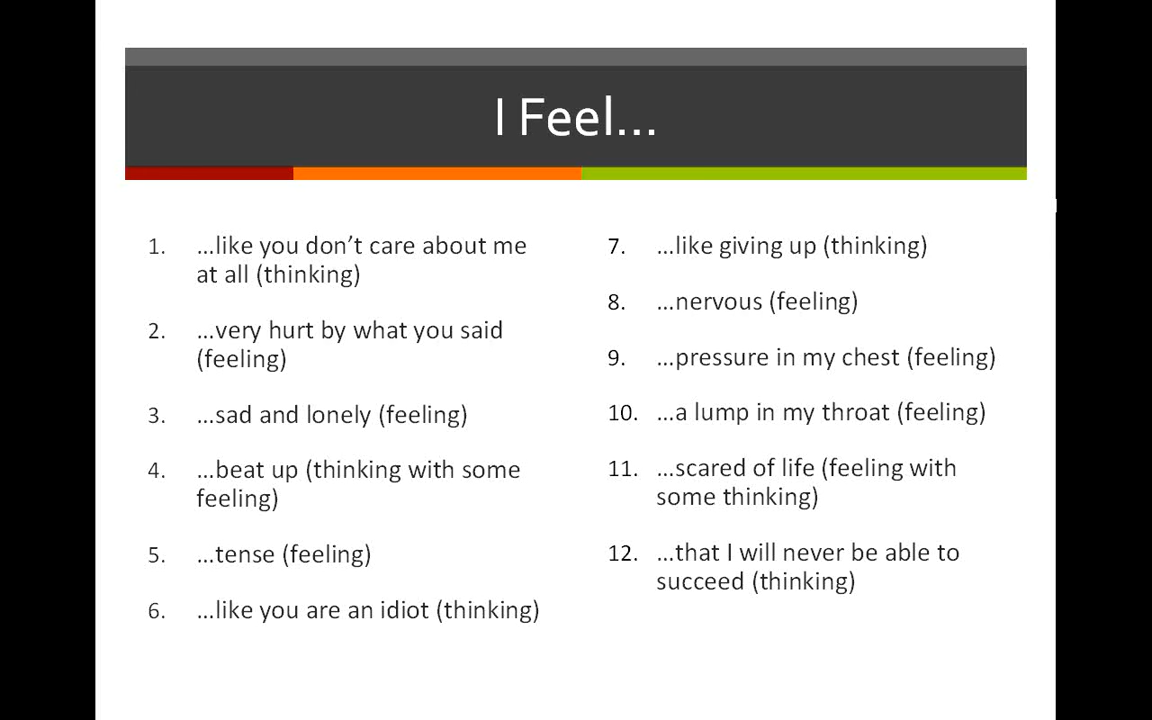 I Feel...
1. ...like you don’t care about me
at all (thinking)
2. ...very hurt by what you said
(feeling)
3. ...sad and lonely (feeling)
4. ...beat up (thinking with some
feeling)
5. ...tense (feeling)
6. ...like you are an idiot (thinking)
7. ...like giving up (thinking)
8. ...nervous (feeling)
9. ...pressure in my chest (feeling)
10. ...a lump in my throat (feeling)
11. ...scared of life (feeling with
some thinking)
12. ...that I will never be able to
succeed (thinking)